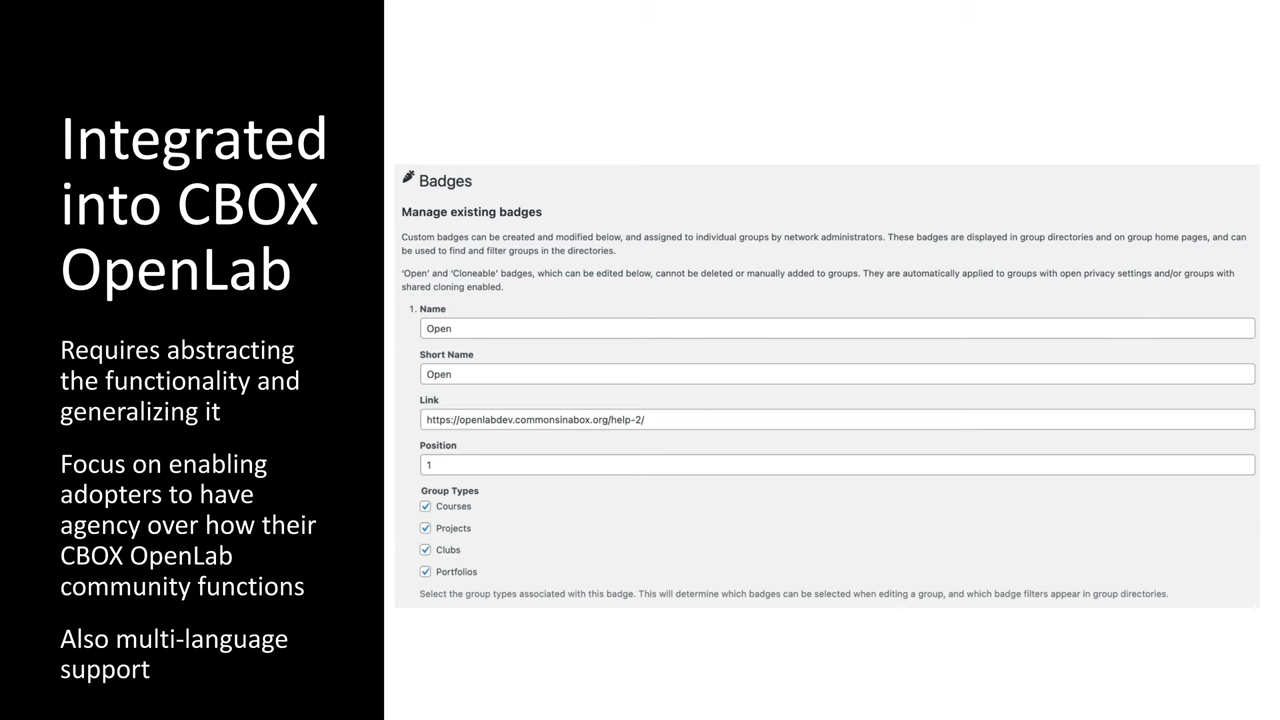 Integrated
into CBOX
OpenLab
Requires abstracting
the functionality and
generalizing it
Focus on enabling
adopters to have
agency over how their
CBOX OpenLab
community functions
Also multi-language
support
Badges
Manage existing badges
Custom badges can be created and modified below, and assigned to individual groups by network administrators. These badges are displayed in group directories and on group home pages, and can
be used to find and filter groups in the directories.
'Open' and 'Cloneable' badges, which can be edited below, cannot be deleted or manually added to groups. They are automatically applied to groups with open privacy settings and/or groups with
shared cloning enabled.
1. Name
Open
Short Name
Open
Link
https://openlabdev.commonsinabox.org/help-2/
Position
1
Group Types
Courses
Projects
Clubs
Portfolios
Select the group types associated with this badge. This will determine which badges can be selected when editing a group, and which badge filters appear in group directories.